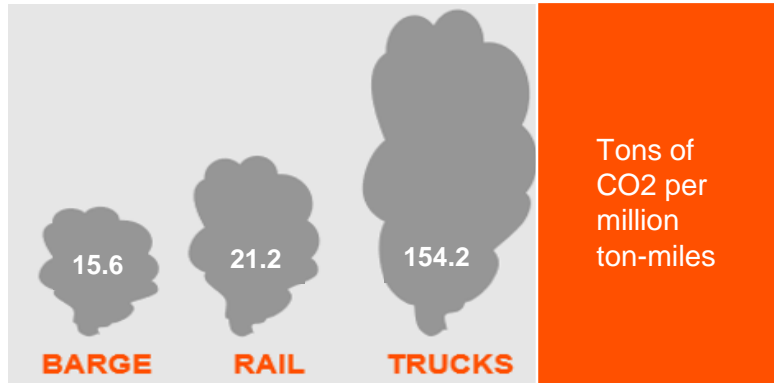 15.6
21.2
154.2
BARGE RAIL TRUCKS
Tons of
CO2 per
million
ton-miles